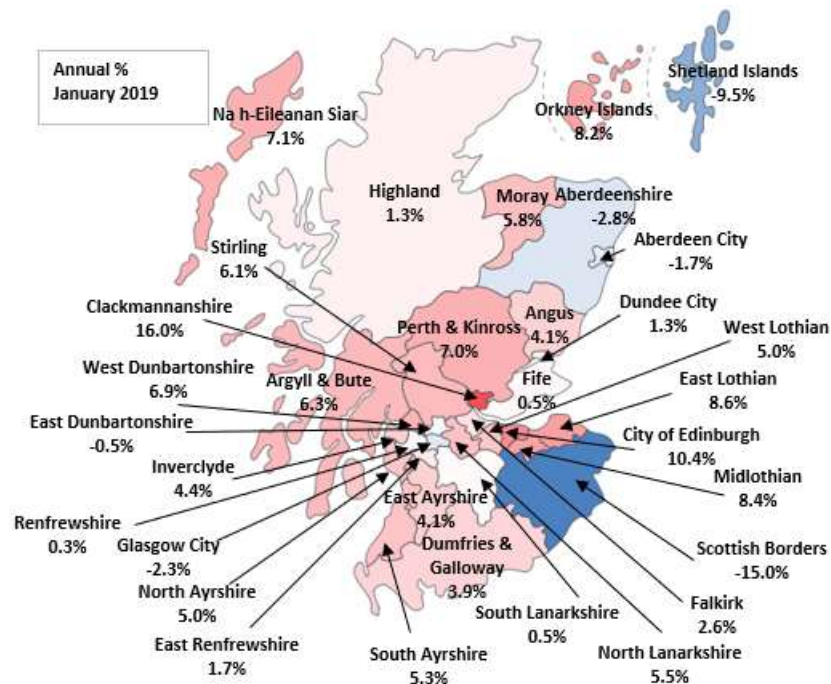 Annual %
January 2019
Shetland Islands
-9.5%
Na h-Eileanan Siar
7.1%
Orkney Islands
8.2%
Highland
1.3%
Moray
5.8%
Aberdeenshire
-2.8%
Stirling
6.1%
Aberdeen City
-1.7%
Clackmannanshire
16.0%
Perth & Kinross
7.0%
Angus
4.1%
Dundee City
1.3%
West Lothian
5.0%
West Dunbartonshire
6.9%
Argyll & Bute
6.3%
Fife
0.5%
East Lothian
8.6%
East Dunbartonshire
-0.5%
City of Edinburgh
10.4%
Inverclyde
4.4%
Midlothian
8.4%
East Ayrshire
4.1%
Renfrewshire
0.3%
Glasgow City
-2.3%
Dumfries &
Galloway
3.9%
Scottish Borders
-15.0%
North Ayrshire
5.0%
South Lanarkshire
0.5%
Falkirk
2.6%
East Renfrewshire
1.7%
South Ayrshire
5.3%
North Lanarkshire
5.5%